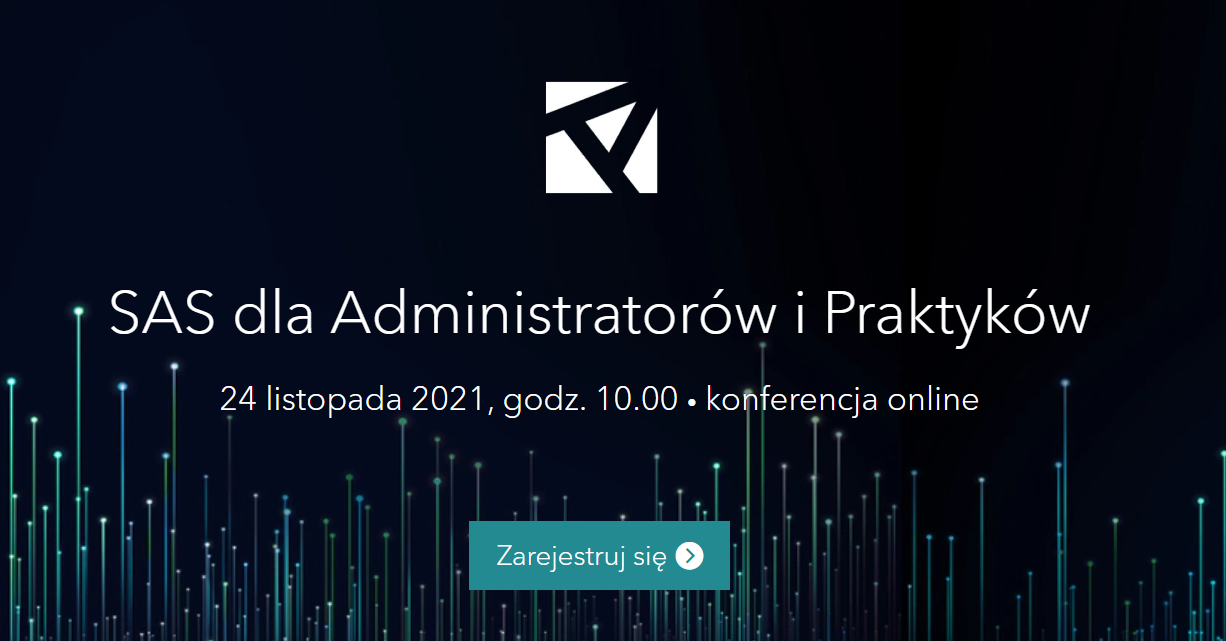 SAS dla Administratorów i Praktyków
24 listopada 2021, godz. 10.00 • konferencja online
Zarejestruj się